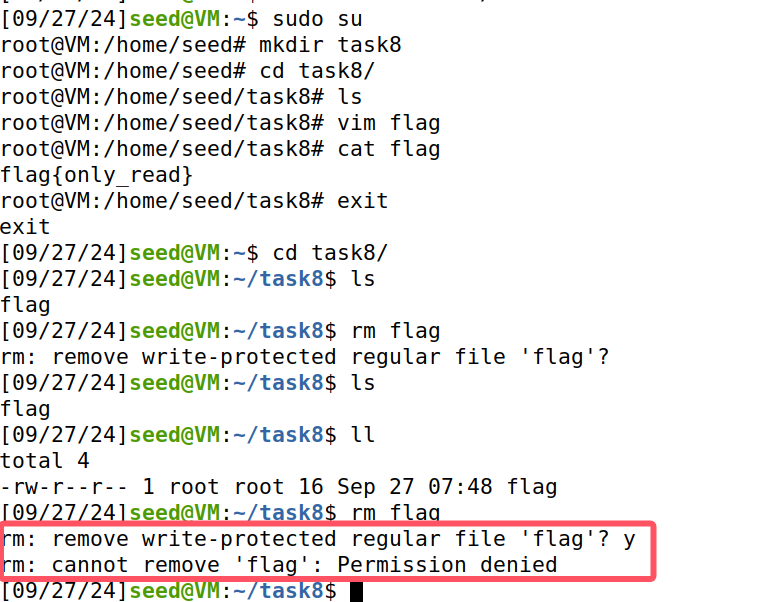 [09/27/24]seed@VM:~$ sudo su
root@VM:/home/seed# mkdir task8
root@VM:/home/seed# cd task8/
root@VM:/home/seed/task8# ls
root@VM:/home/seed/task8# vim flag
root@VM:/home/seed/task8# cat flag
flag{only_read}
root@VM:/home/seed/task8# exit
exit
[09/27/24]seed@VM:~$ cd task8/
[09/27/24]seed@VM:~/task8$ ls
flag
[09/27/24]seed@VM:~/task8$ rm flag
rm: remove write-protected regular file 'flag'?
[09/27/24]seed@VM:~/task8$ ls
flag
[09/27/24]seed@VM:~/task8$ ll
total 4
-rw-r--r-- 1 root root 16 Sep 27 07:48 flag
[09/27/24]seed@VM:~/task8$ rm flag
rm: remove write-protected regular file 'flag'? y
rm: cannot remove 'flag': Permission denied
[09/27/24]seed@VM:~/task8$